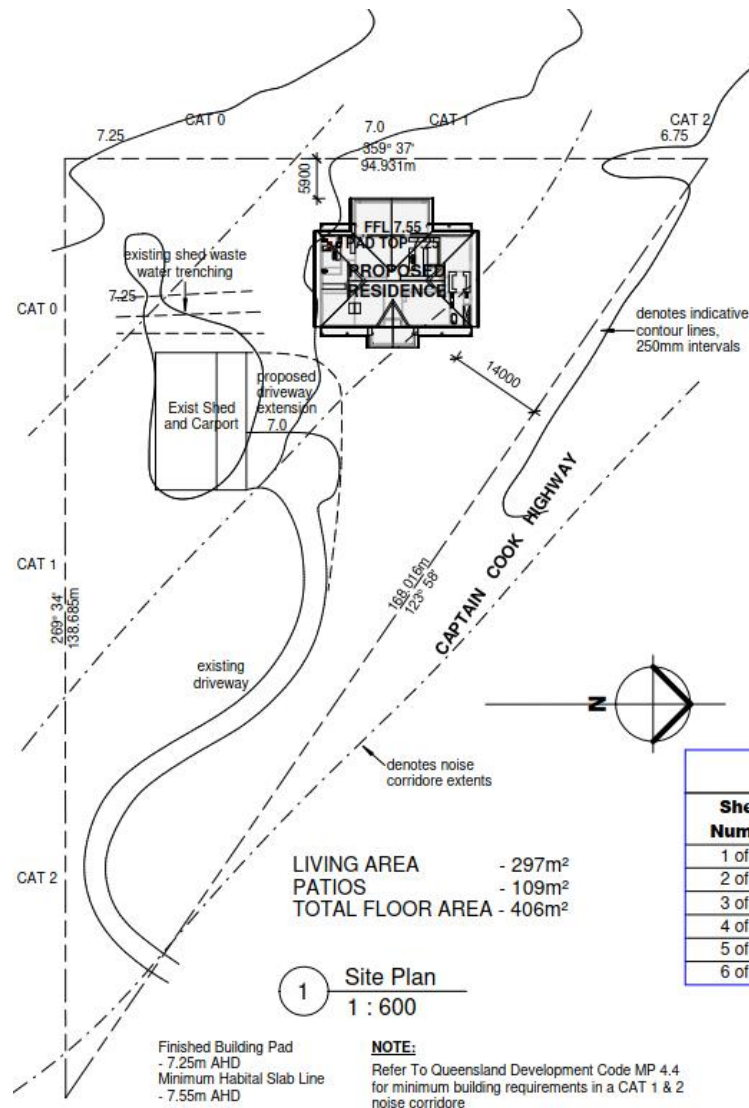 CAT 0
7.25
7.0
CAT 1
CAT 2
6.75
359° 37'
94.931m
5900
FFL 7.55
PAD TOP 7.25
PROPOSED
RESIDENCE
existing shed waste
water trenching
7.25
CAT 0
denotes indicative
contour lines,
250mm intervals
14000
proposed
driveway
extension
7.0
Exist Shed
and Carport
CAPTAIN COOK HIGHWAY
CAT 1
269° 34'
138.685m
168.016m
123° 58'
existing
driveway
N
denotes noise
corridore extents
She
Num
1 of
2 of
3 of
4 of
5 of
6 of
CAT 2
LIVING AREA - 297m²
PATIOS - 109m²
TOTAL FLOOR AREA - 406m²
1
Site Plan
1 : 600
Finished Building Pad
- 7.25m AHD
Minimum Habital Slab Line
- 7.55m AHD
NOTE:
Refer To Queensland Development Code MP 4.4
for minimum building requirements in a CAT 1 & 2
noise corridore